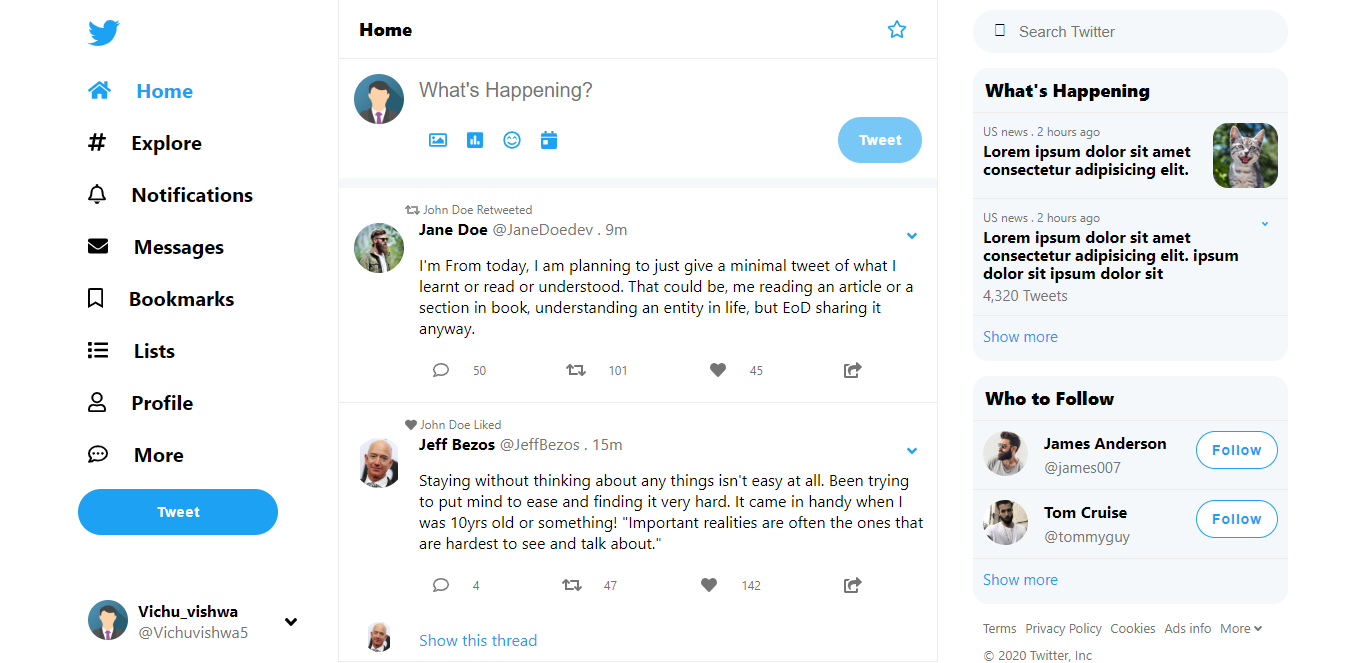 Home
Explore
Notifications
Messages
Bookmarks
Lists
Profile
More
Tweet
Vichu_vishwa
@Vichuvishwa5
Home
What's Happening?
Tweet
John Doe Retweeted
Jane Doe @JaneDoedev . 9m
I'm From today, I am planning to just give a minimal tweet of what I
learnt or read or understood. That could be, me reading an article or a
section in book, understanding an entity in life, but EoD sharing it
anyway.
50 101 45
John Doe Liked
Jeff Bezos @JeffBezos . 15m
Staying without thinking about any things isn't easy at all. Been trying
to put mind to ease and finding it very hard. It came in handy when I
was 10yrs old or something! "Important realities are often the ones that
are hardest to see and talk about."
4 47 142
Show this thread
Search Twitter
What's Happening
US news . 2 hours ago
Lorem ipsum dolor sit amet
consectetur adipisicing elit.
US news . 2 hours ago
Lorem ipsum dolor sit amet
consectetur adipisicing elit. ipsum
dolor sit ipsum dolor sit
4,320 Tweets
Show more
Who to Follow
James Anderson
@james007
Follow
Tom Cruise
@tommyguy
Follow
Show more
Terms Privacy Policy Cookies Ads info More
© 2020 Twitter, Inc